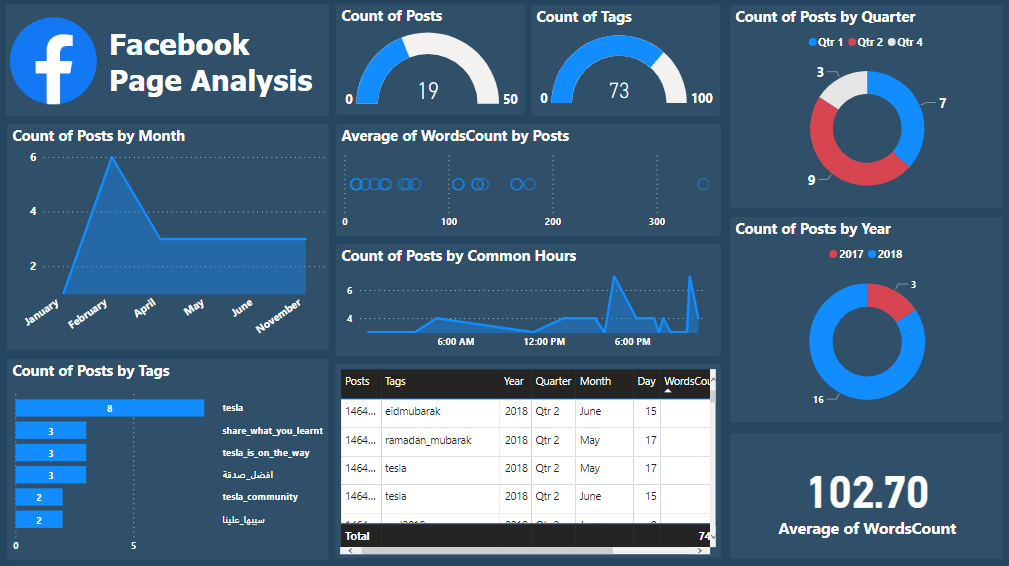 Facebook
Page Analysis
Count of Posts
19
0
50
Count of Tags
73
0
100
Count of Posts by Quarter
Qtr 1 Qtr 2 Qtr 4
3
7
9
Count of Posts by Month
6
4
2
January
February
April
May
June
November
Average of WordsCount by Posts
0 100 200 300
Count of Posts by Common Hours
6
4
6:00 AM 12:00 PM 6:00 PM
Count of Posts by Year
2017 2018
3
16
Count of Posts by Tags
8 tesla
3 share_what_you_learnt
3 tesla_is_on_the_way
3 افضل_صدقة
2 tesla_community
2 سيبها_علينا
0 5
Posts Tags Year Quarter Month Day WordsCou
1464... eidmubarak 2018 Qtr 2 June 15
1464... ramadan_mubarak 2018 Qtr 2 May 17
1464... tesla 2018 Qtr 2 May 17
1464... tesla 2018 Qtr 2 June 15
Total 74
102.70
Average of WordsCount